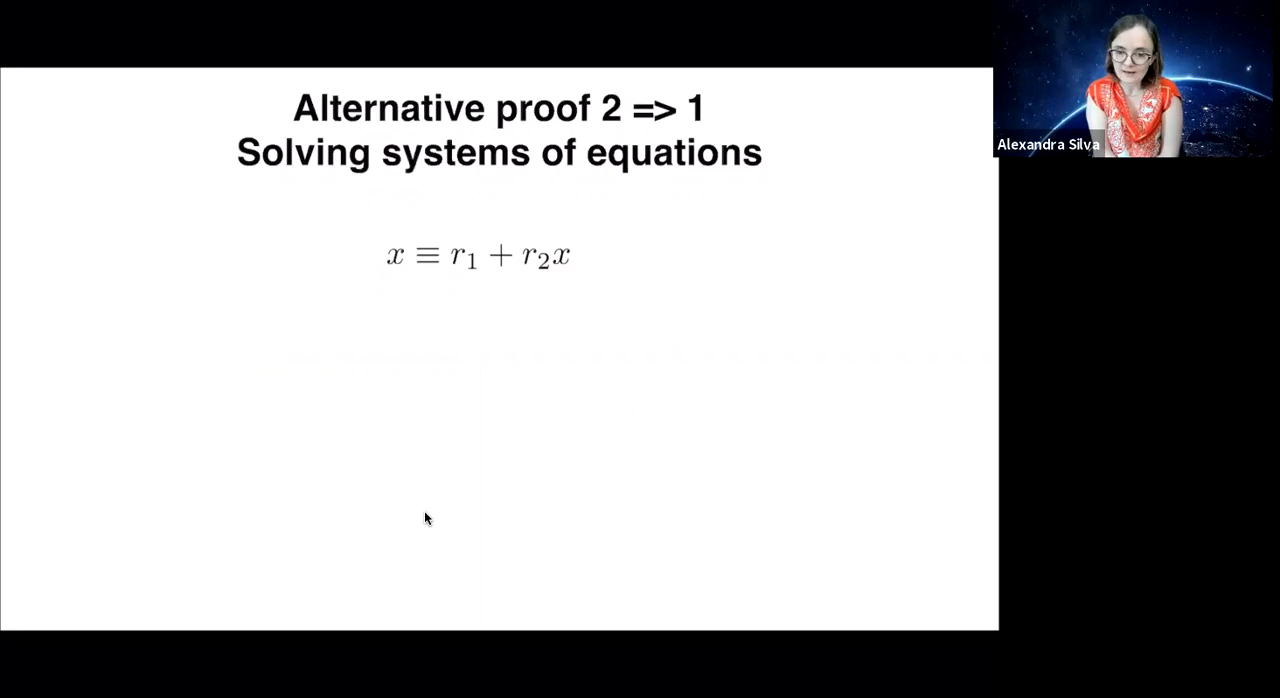 Alternative proof 2 => 1
Solving systems of equations
x ≡ r₁ + r₂x
Alexandra Silva